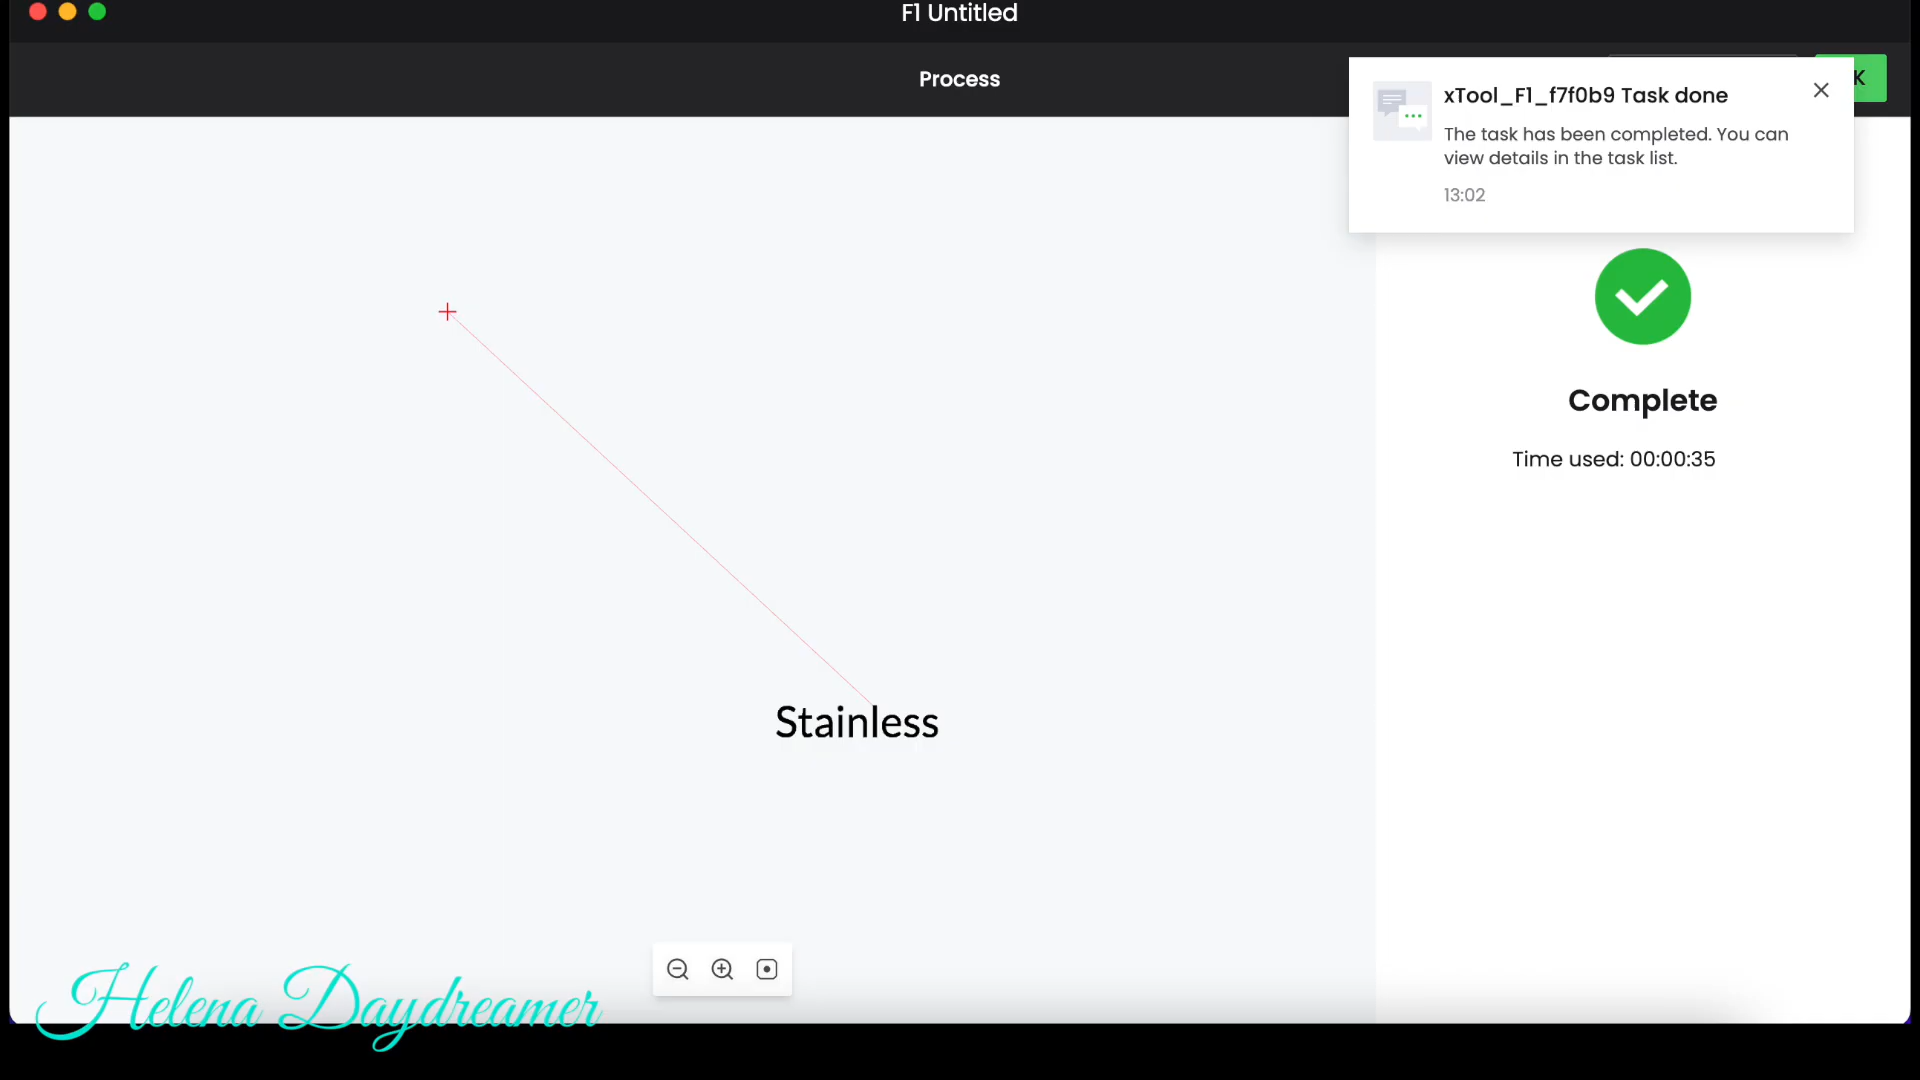 F1 Untitled
Process
K
xTool_F1_f7f0b9 Task done
The task has been completed. You can
view details in the task list.
13:02
Complete
Time used: 00:00:35
Stainless
Helena Daydreamer